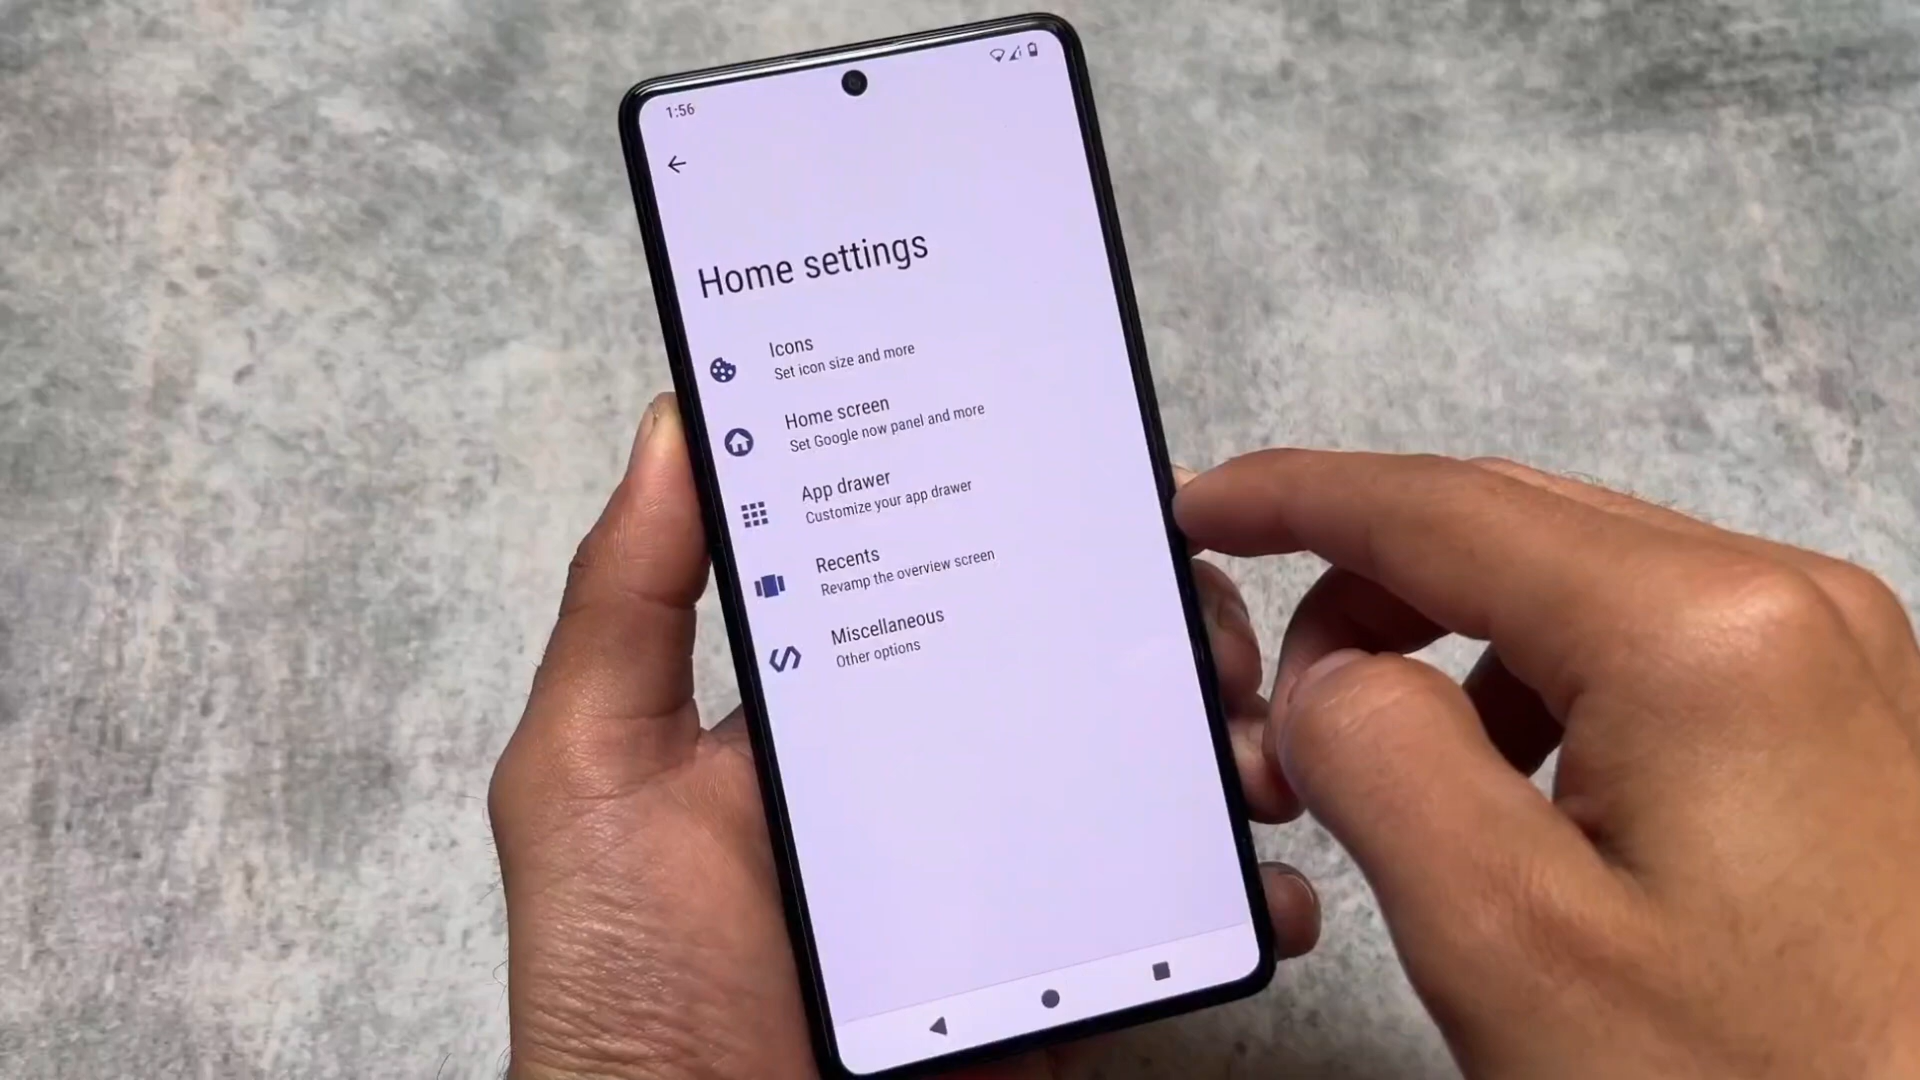 1:56
Home settings
Icons
Set icon size and more
Home screen
Set Google now panel and more
App drawer
Customize your app drawer
Recents
Revamp the overview screen
Miscellaneous
Other options